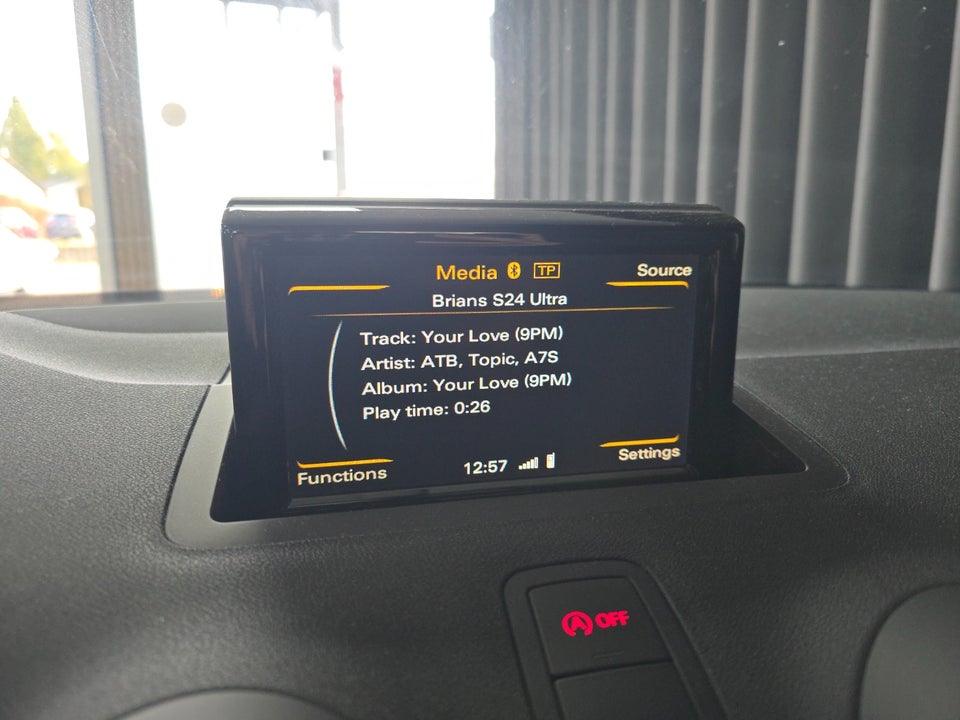 Media TP Source
Brians S24 Ultra
Track: Your Love (9PM)
Artist: ATB, Topic, A7S
Album: Your Love (9PM)
Play time: 0:26
Functions 12:57 Settings
A OFF